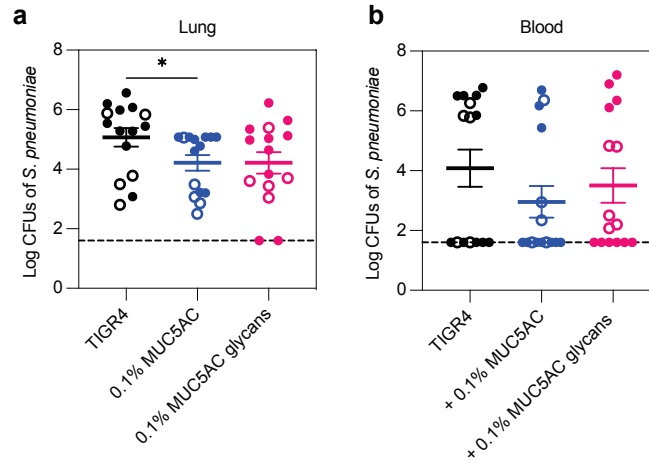 a
Lung
*
Log CFUs of S. pneumoniae
8
6
4
2
0
TIGR4
0.1% MUC5AC
0.1% MUC5AC glycans
b
Blood
Log CFUs of S. pneumoniae
8
6
4
2
0
TIGR4
+ 0.1% MUC5AC
+ 0.1% MUC5AC glycans